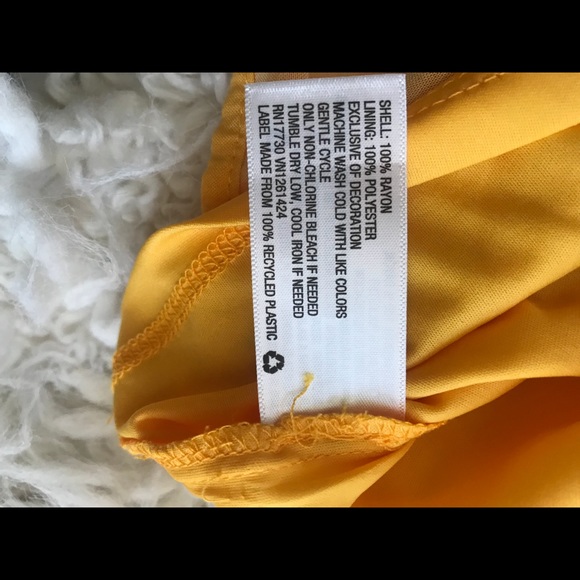 SHELL: 100% RAYON
LINING: 100% POLYESTER
EXCLUSIVE OF DECORATION
MACHINE WASH COLD WITH LIKE COLORS
GENTLE CYCLE
ONLY NON-CHLORINE BLEACH IF NEEDED
TUMBLE DRY LOW, COOL IRON IF NEEDED
RN17730 VN1261424
LABEL MADE FROM 100% RECYCLED PLASTIC